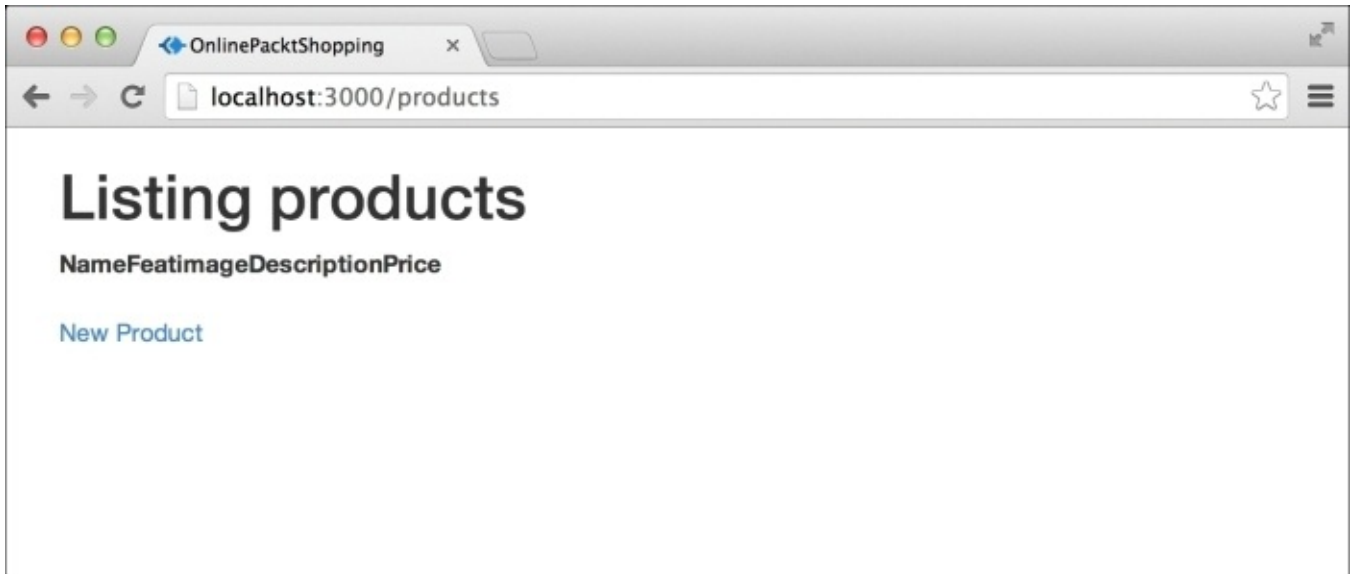 OnlinePacktShopping
localhost:3000/products
Listing products
NameFeatimageDescriptionPrice
New Product